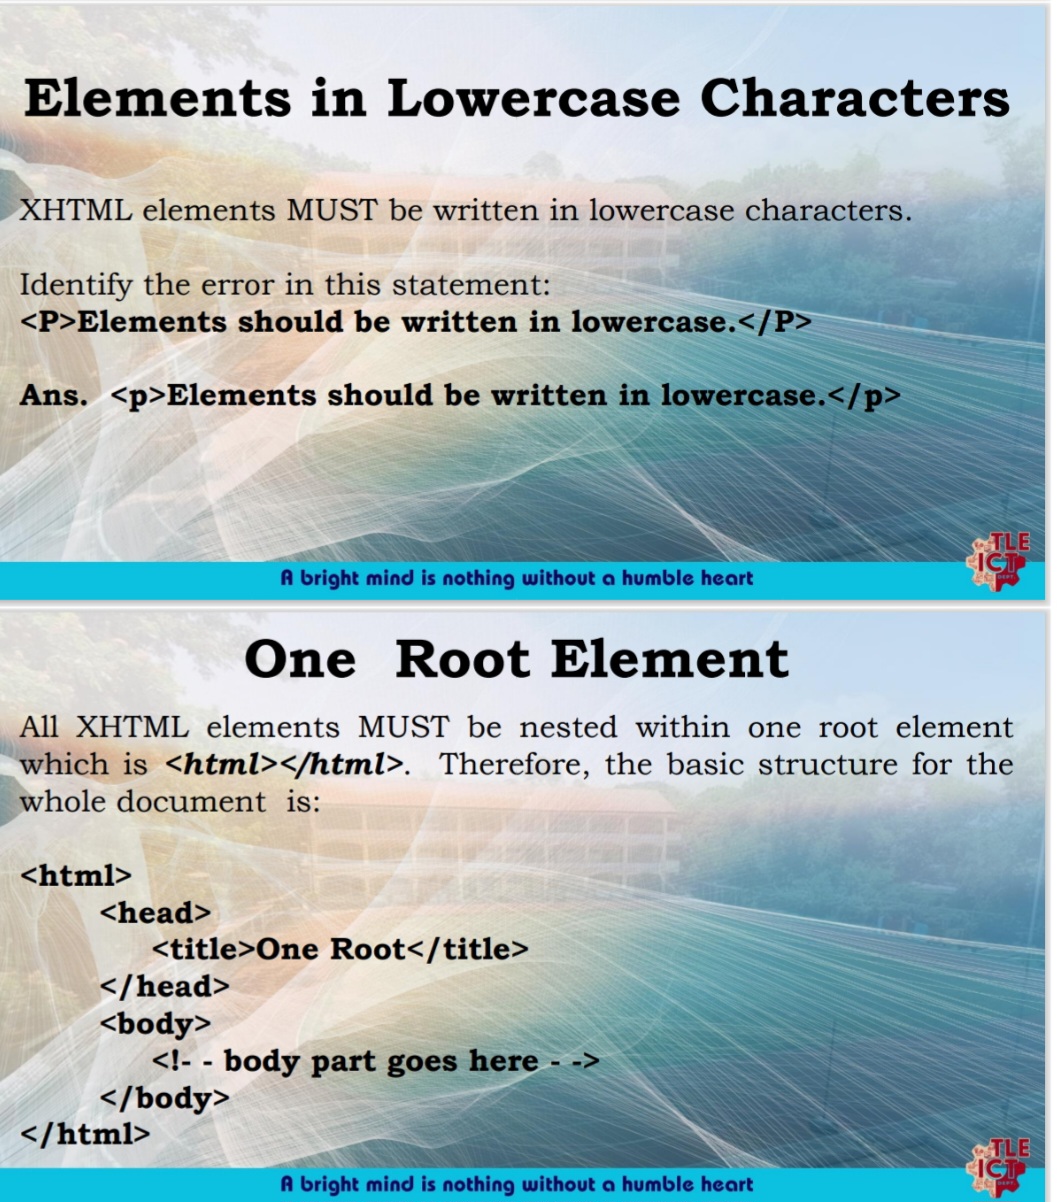 Elements in Lowercase Characters
XHTML elements MUST be written in lowercase characters.
Identify the error in this statement:
<P>Elements should be written in lowercase.</P>
Ans.  <p>Elements should be written in lowercase.</p>
TLE
ICT
DEPT.
A bright mind is nothing without a humble heart
One  Root Element
All XHTML elements MUST be nested within one root element
which is <html></html>.  Therefore, the basic structure for the
whole document  is:
<html>
<head>
<title>One Root</title>
</head>
<body>
<!- - body part goes here - ->
</body>
</html>
TLE
ICT
DEPT.
A bright mind is nothing without a humble heart